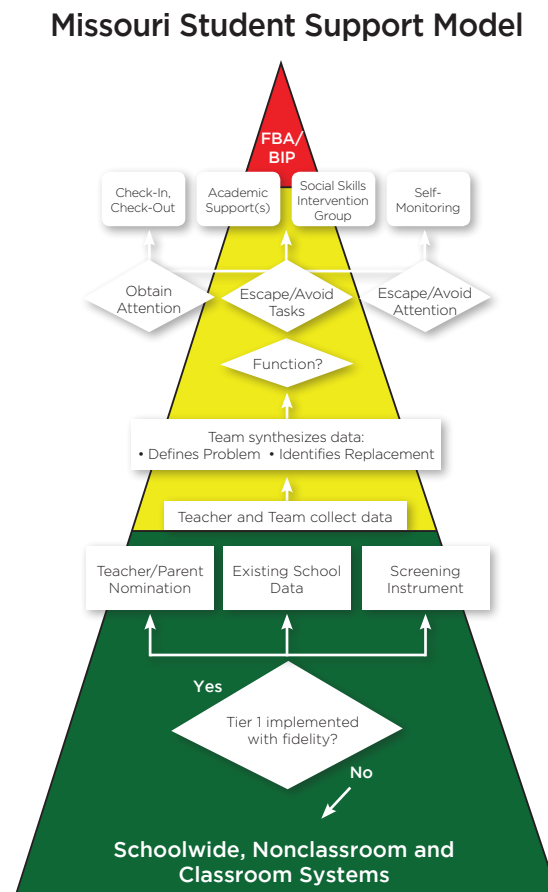 Missouri Student Support Model
FBA/
BIP
Check-In,
Check-Out
Academic
Support(s)
Social Skills
Intervention
Group
Self-
Monitoring
Obtain
Attention
Escape/Avoid
Tasks
Escape/Avoid
Attention
Function?
Team synthesizes data:
• Defines Problem • Identifies Replacement
Teacher and Team collect data
Teacher/Parent
Nomination
Existing School
Data
Screening
Instrument
Yes
Tier 1 implemented
with fidelity?
No
Schoolwide, Nonclassroom and
Classroom Systems